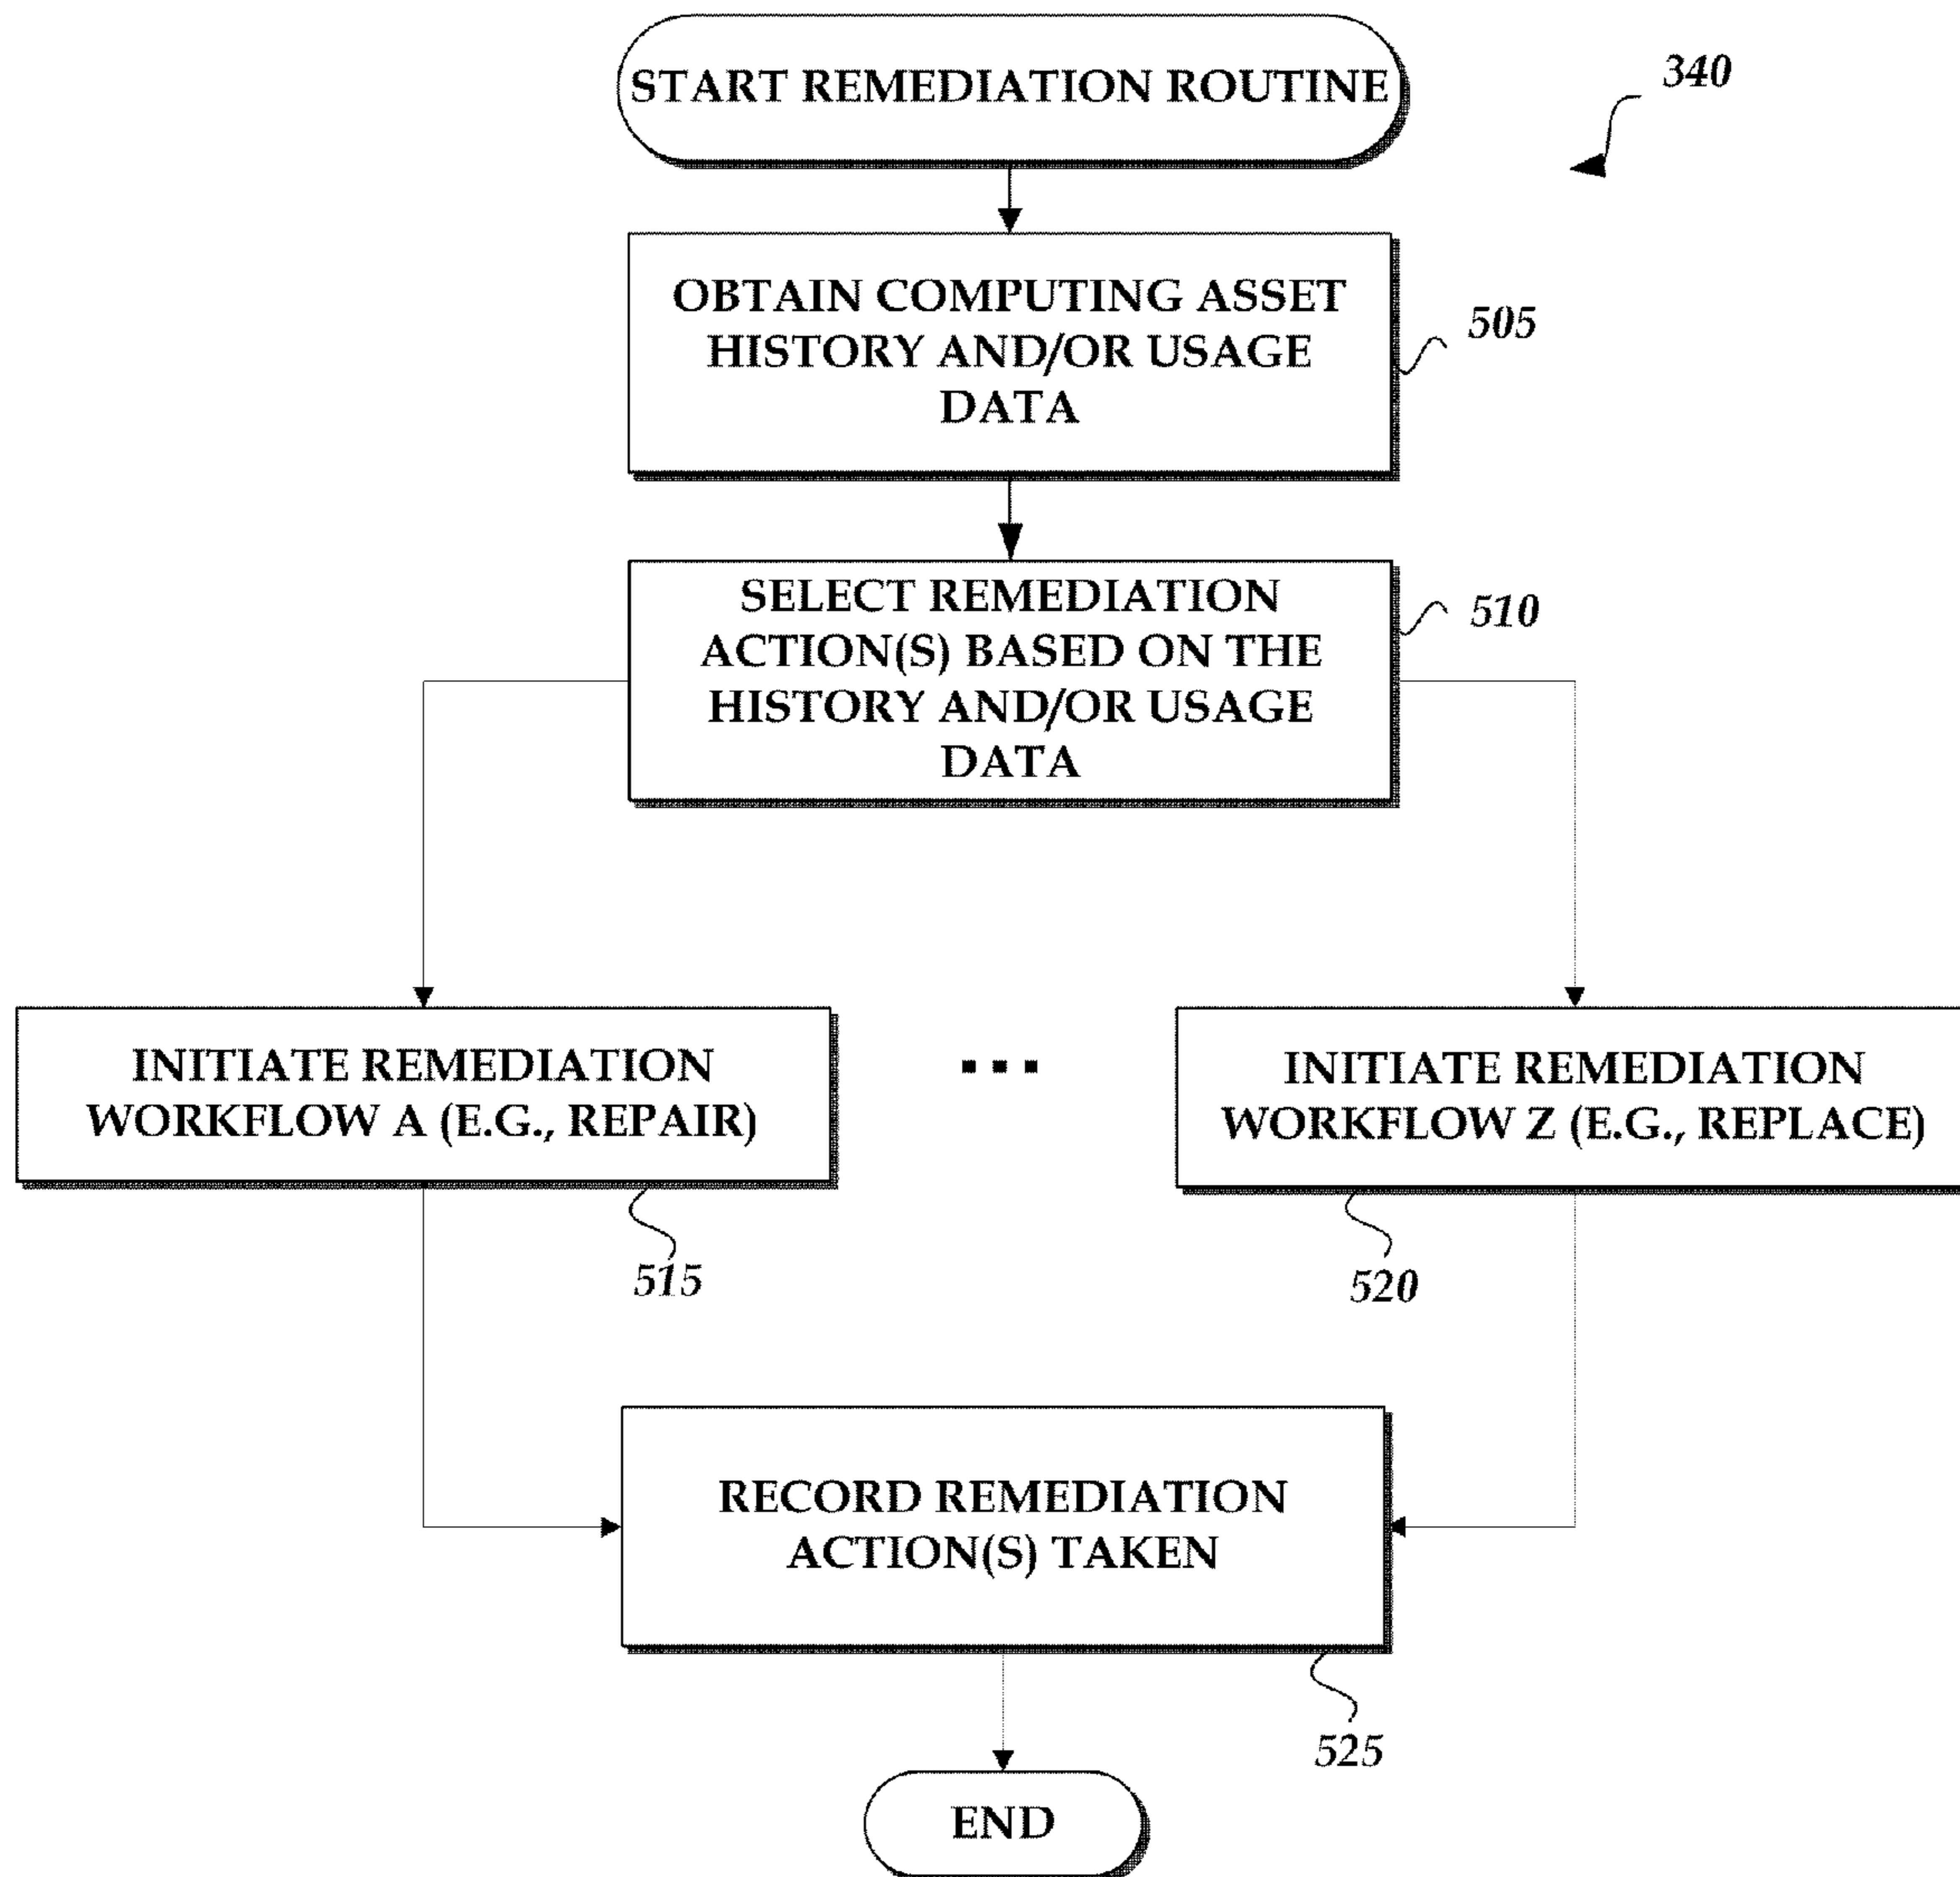 START REMEDIATION ROUTINE
340
OBTAIN COMPUTING ASSET
HISTORY AND/OR USAGE
DATA
505
SELECT REMEDIATION
ACTION(S) BASED ON THE
HISTORY AND/OR USAGE
DATA
510
INITIATE REMEDIATION
WORKFLOW A (E.G., REPAIR)
515
...
INITIATE REMEDIATION
WORKFLOW Z (E.G., REPLACE)
520
RECORD REMEDIATION
ACTION(S) TAKEN
525
END